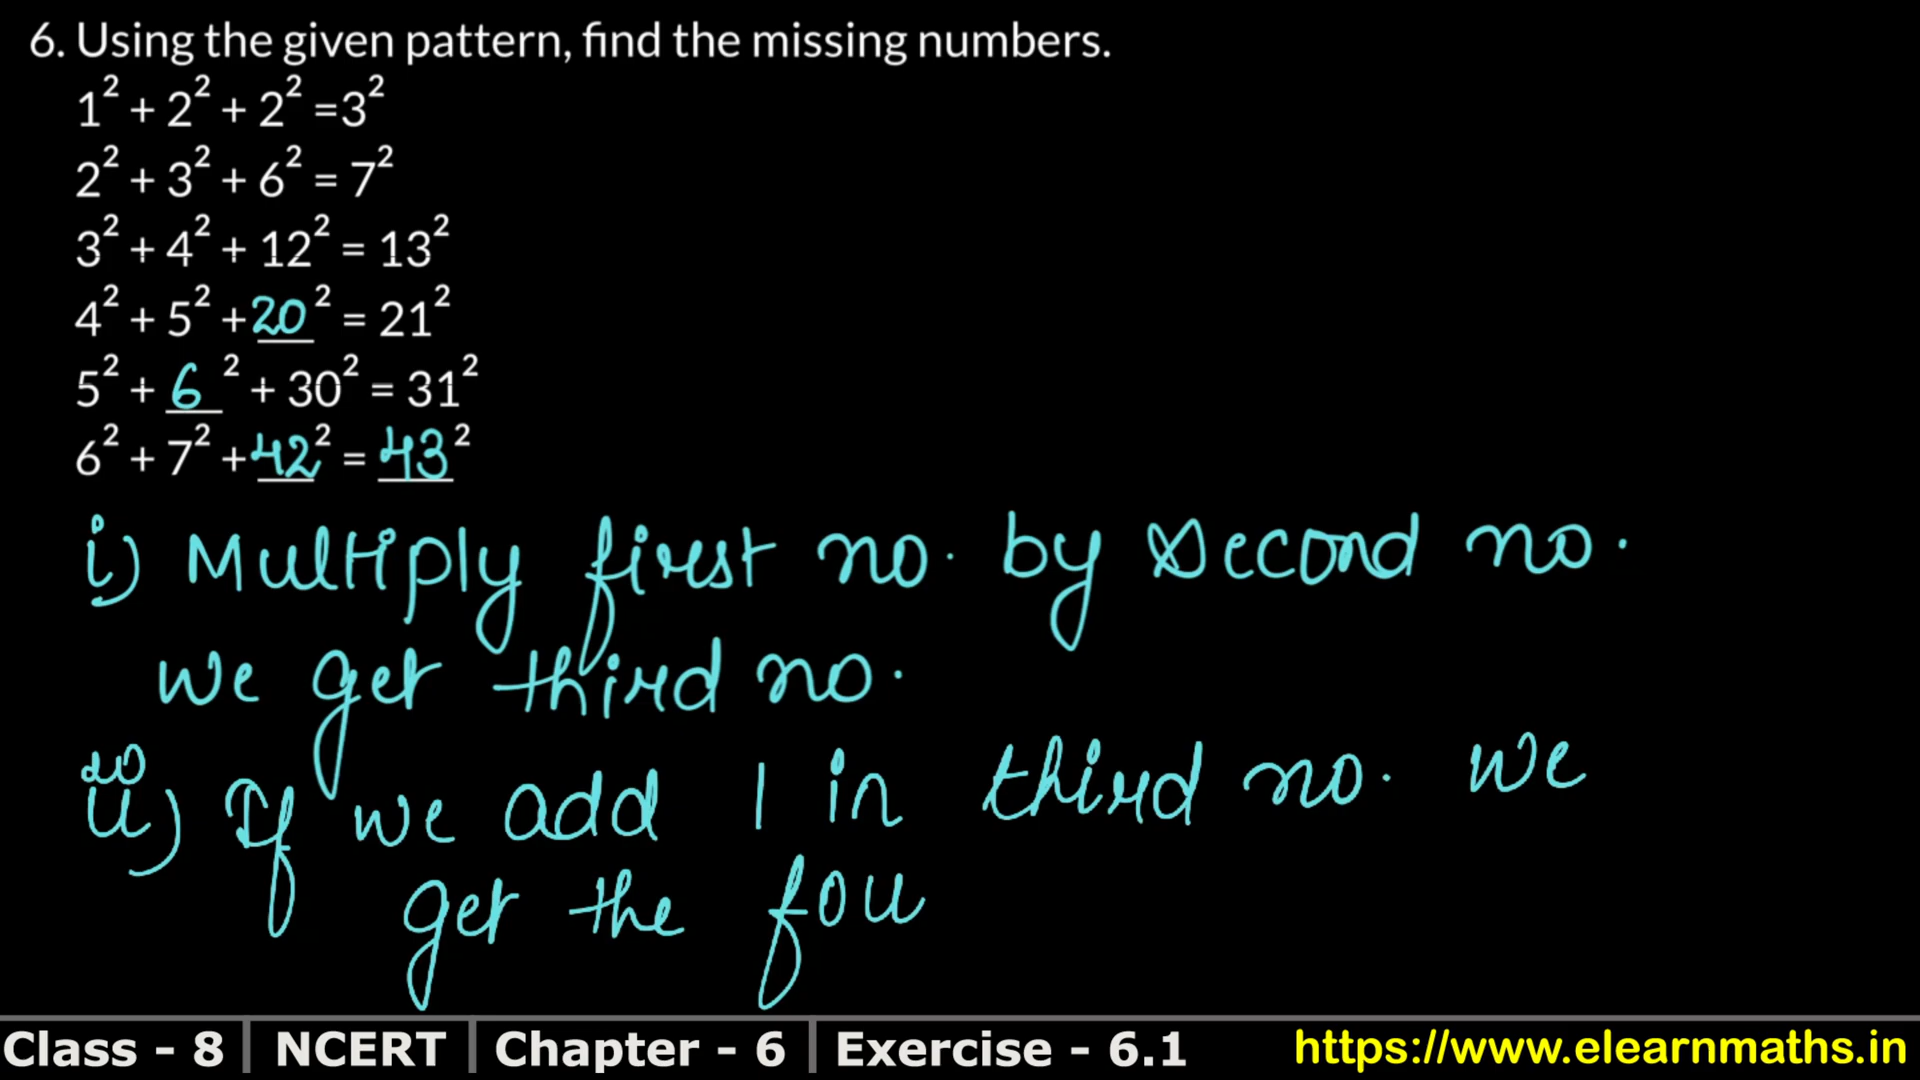 6. Using the given pattern, find the missing numbers.
1² + 2² + 2² =3²
2² + 3² + 6² = 7²
3² + 4² + 12² = 13²
4² + 5² +20² = 21²
5² + 6² + 30² = 31²
6² + 7² +42² = 43²
i) Multiply first no. by second no.
we get third no.
ii) If we add 1 in third no. we
get the fou
Class - 8 | NCERT | Chapter - 6 | Exercise - 6.1 https://www.elearnmaths.in